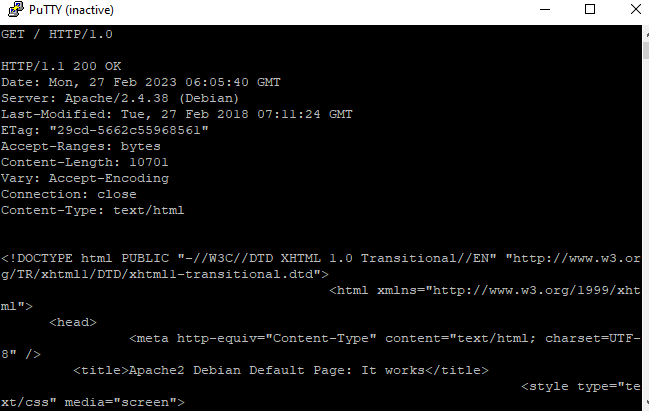 PuTTY (inactive)
GET / HTTP/1.0
HTTP/1.1 200 OK
Date: Mon, 27 Feb 2023 06:05:40 GMT
Server: Apache/2.4.38 (Debian)
Last-Modified: Tue, 27 Feb 2018 07:11:24 GMT
ETag: "29cd-5662c55968561"
Accept-Ranges: bytes
Content-Length: 10701
Vary: Accept-Encoding
Connection: close
Content-Type: text/html
<!DOCTYPE html PUBLIC "-//W3C//DTD XHTML 1.0 Transitional//EN" "http://www.w3.or
g/TR/xhtml1/DTD/xhtml1-transitional.dtd">
<html xmlns="http://www.w3.org/1999/xht
ml">
<head>
<meta http-equiv="Content-Type" content="text/html; charset=UTF-
8" />
<title>Apache2 Debian Default Page: It works</title>
<style type="te
xt/css" media="screen">